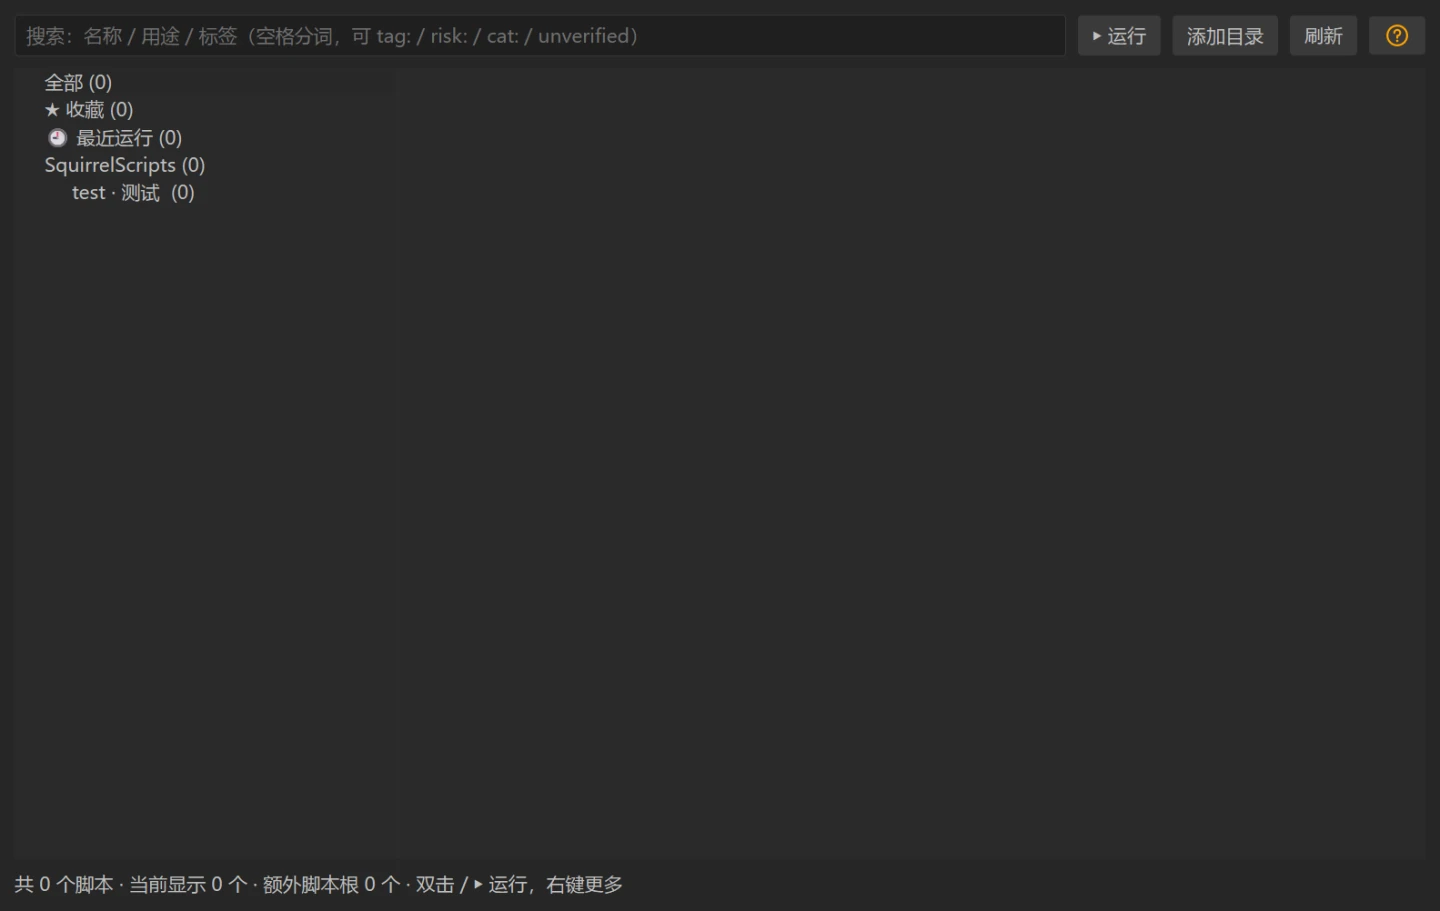 搜索：名称 / 用途 / 标签（空格分词，可 tag: / risk: / cat: / unverified）
▸ 运行
添加目录
刷新
?
全部 (0)
★ 收藏 (0)
🕘 最近运行 (0)
SquirrelScripts (0)
test · 测试 (0)
共 0 个脚本 · 当前显示 0 个 · 额外脚本根 0 个 · 双击 / ▸ 运行，右键更多